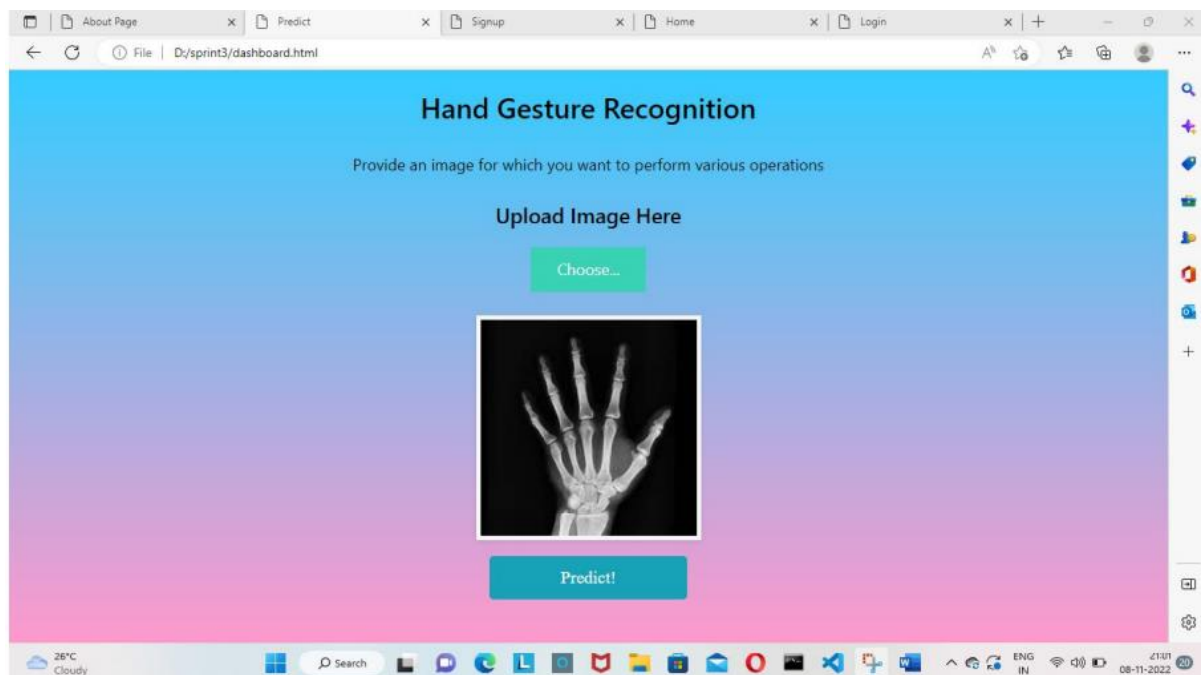 About Page
Predict
Signup
Home
Login
File | D:/sprint3/dashboard.html
Hand Gesture Recognition
Provide an image for which you want to perform various operations
Upload Image Here
Choose...
Predict!
26°C
Cloudy
Search
ENG
IN
21:01
08-11-2022
20